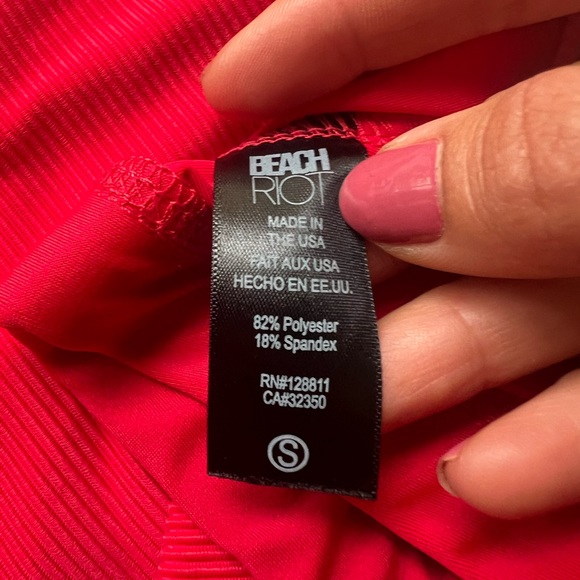 BEACH
RIOT
MADE IN
THE USA
FAIT AUX USA
HECHO EN EE.UU.
82% Polyester
18% Spandex
RN#128811
CA#32350
S